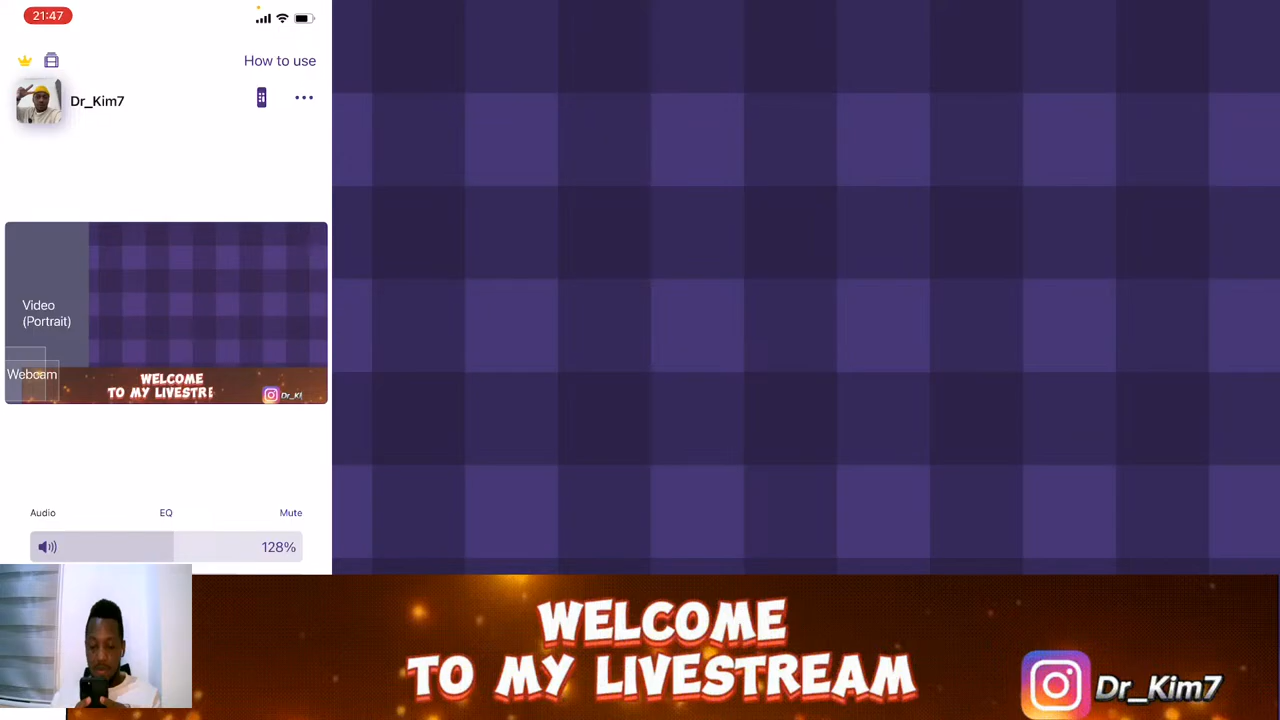 21:47
How to use
Dr_Kim7
Video
(Portrait)
Webcam
WELCOME
TO MY LIVESTRE
Dr_Ki
Audio
EQ
Mute
128%
WELCOME
TO MY LIVESTREAM
Dr_Kim7